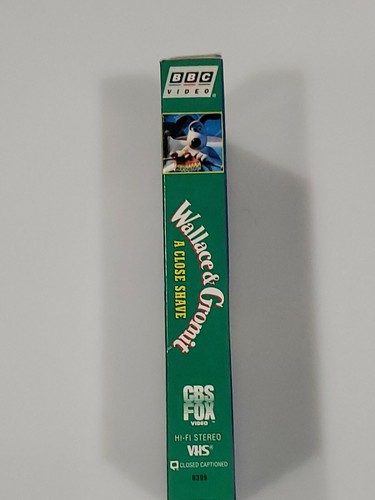 BBC
VIDEO
Wallace & Gromit
A CLOSE SHAVE
CBS
FOX
VIDEO
HI-FI STEREO
VHS
CLOSED CAPTIONED